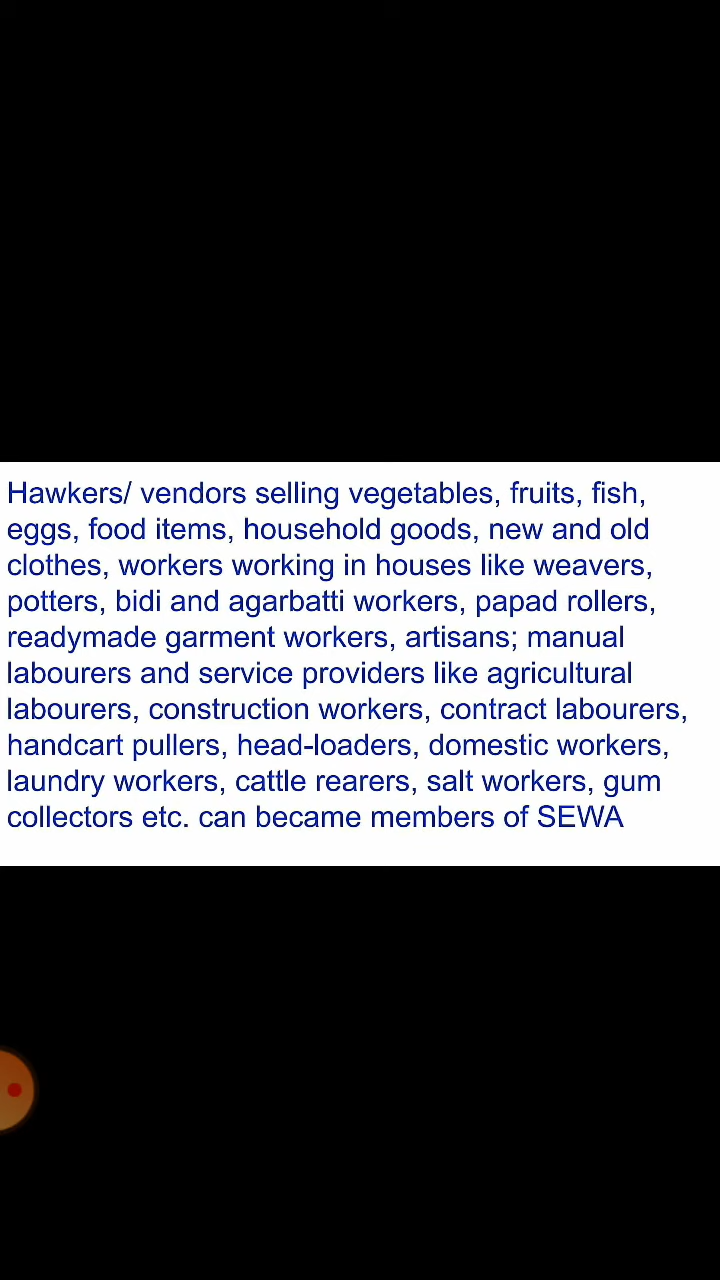 Hawkers/ vendors selling vegetables, fruits, fish,
eggs, food items, household goods, new and old
clothes, workers working in houses like weavers,
potters, bidi and agarbatti workers, papad rollers,
readymade garment workers, artisans; manual
labourers and service providers like agricultural
labourers, construction workers, contract labourers,
handcart pullers, head-loaders, domestic workers,
laundry workers, cattle rearers, salt workers, gum
collectors etc. can became members of SEWA